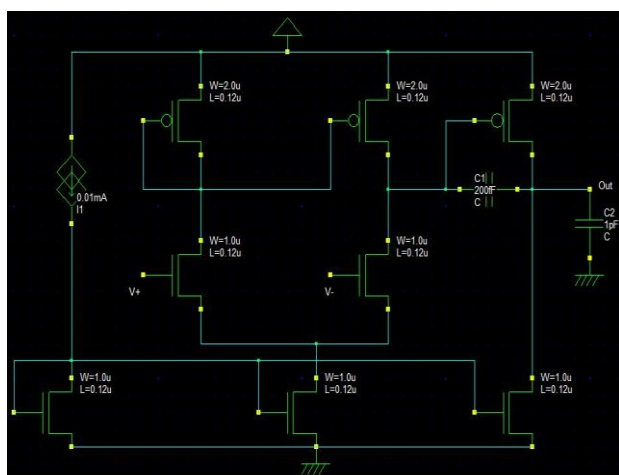 W=2.0u
L=0.12u
W=2.0u
L=0.12u
W=2.0u
L=0.12u
0.01mA
I1
C1
200fF
C
Out
C2
1pF
C
W=1.0u
L=0.12u
W=1.0u
L=0.12u
V+
V-
W=1.0u
L=0.12u
W=1.0u
L=0.12u
W=1.0u
L=0.12u